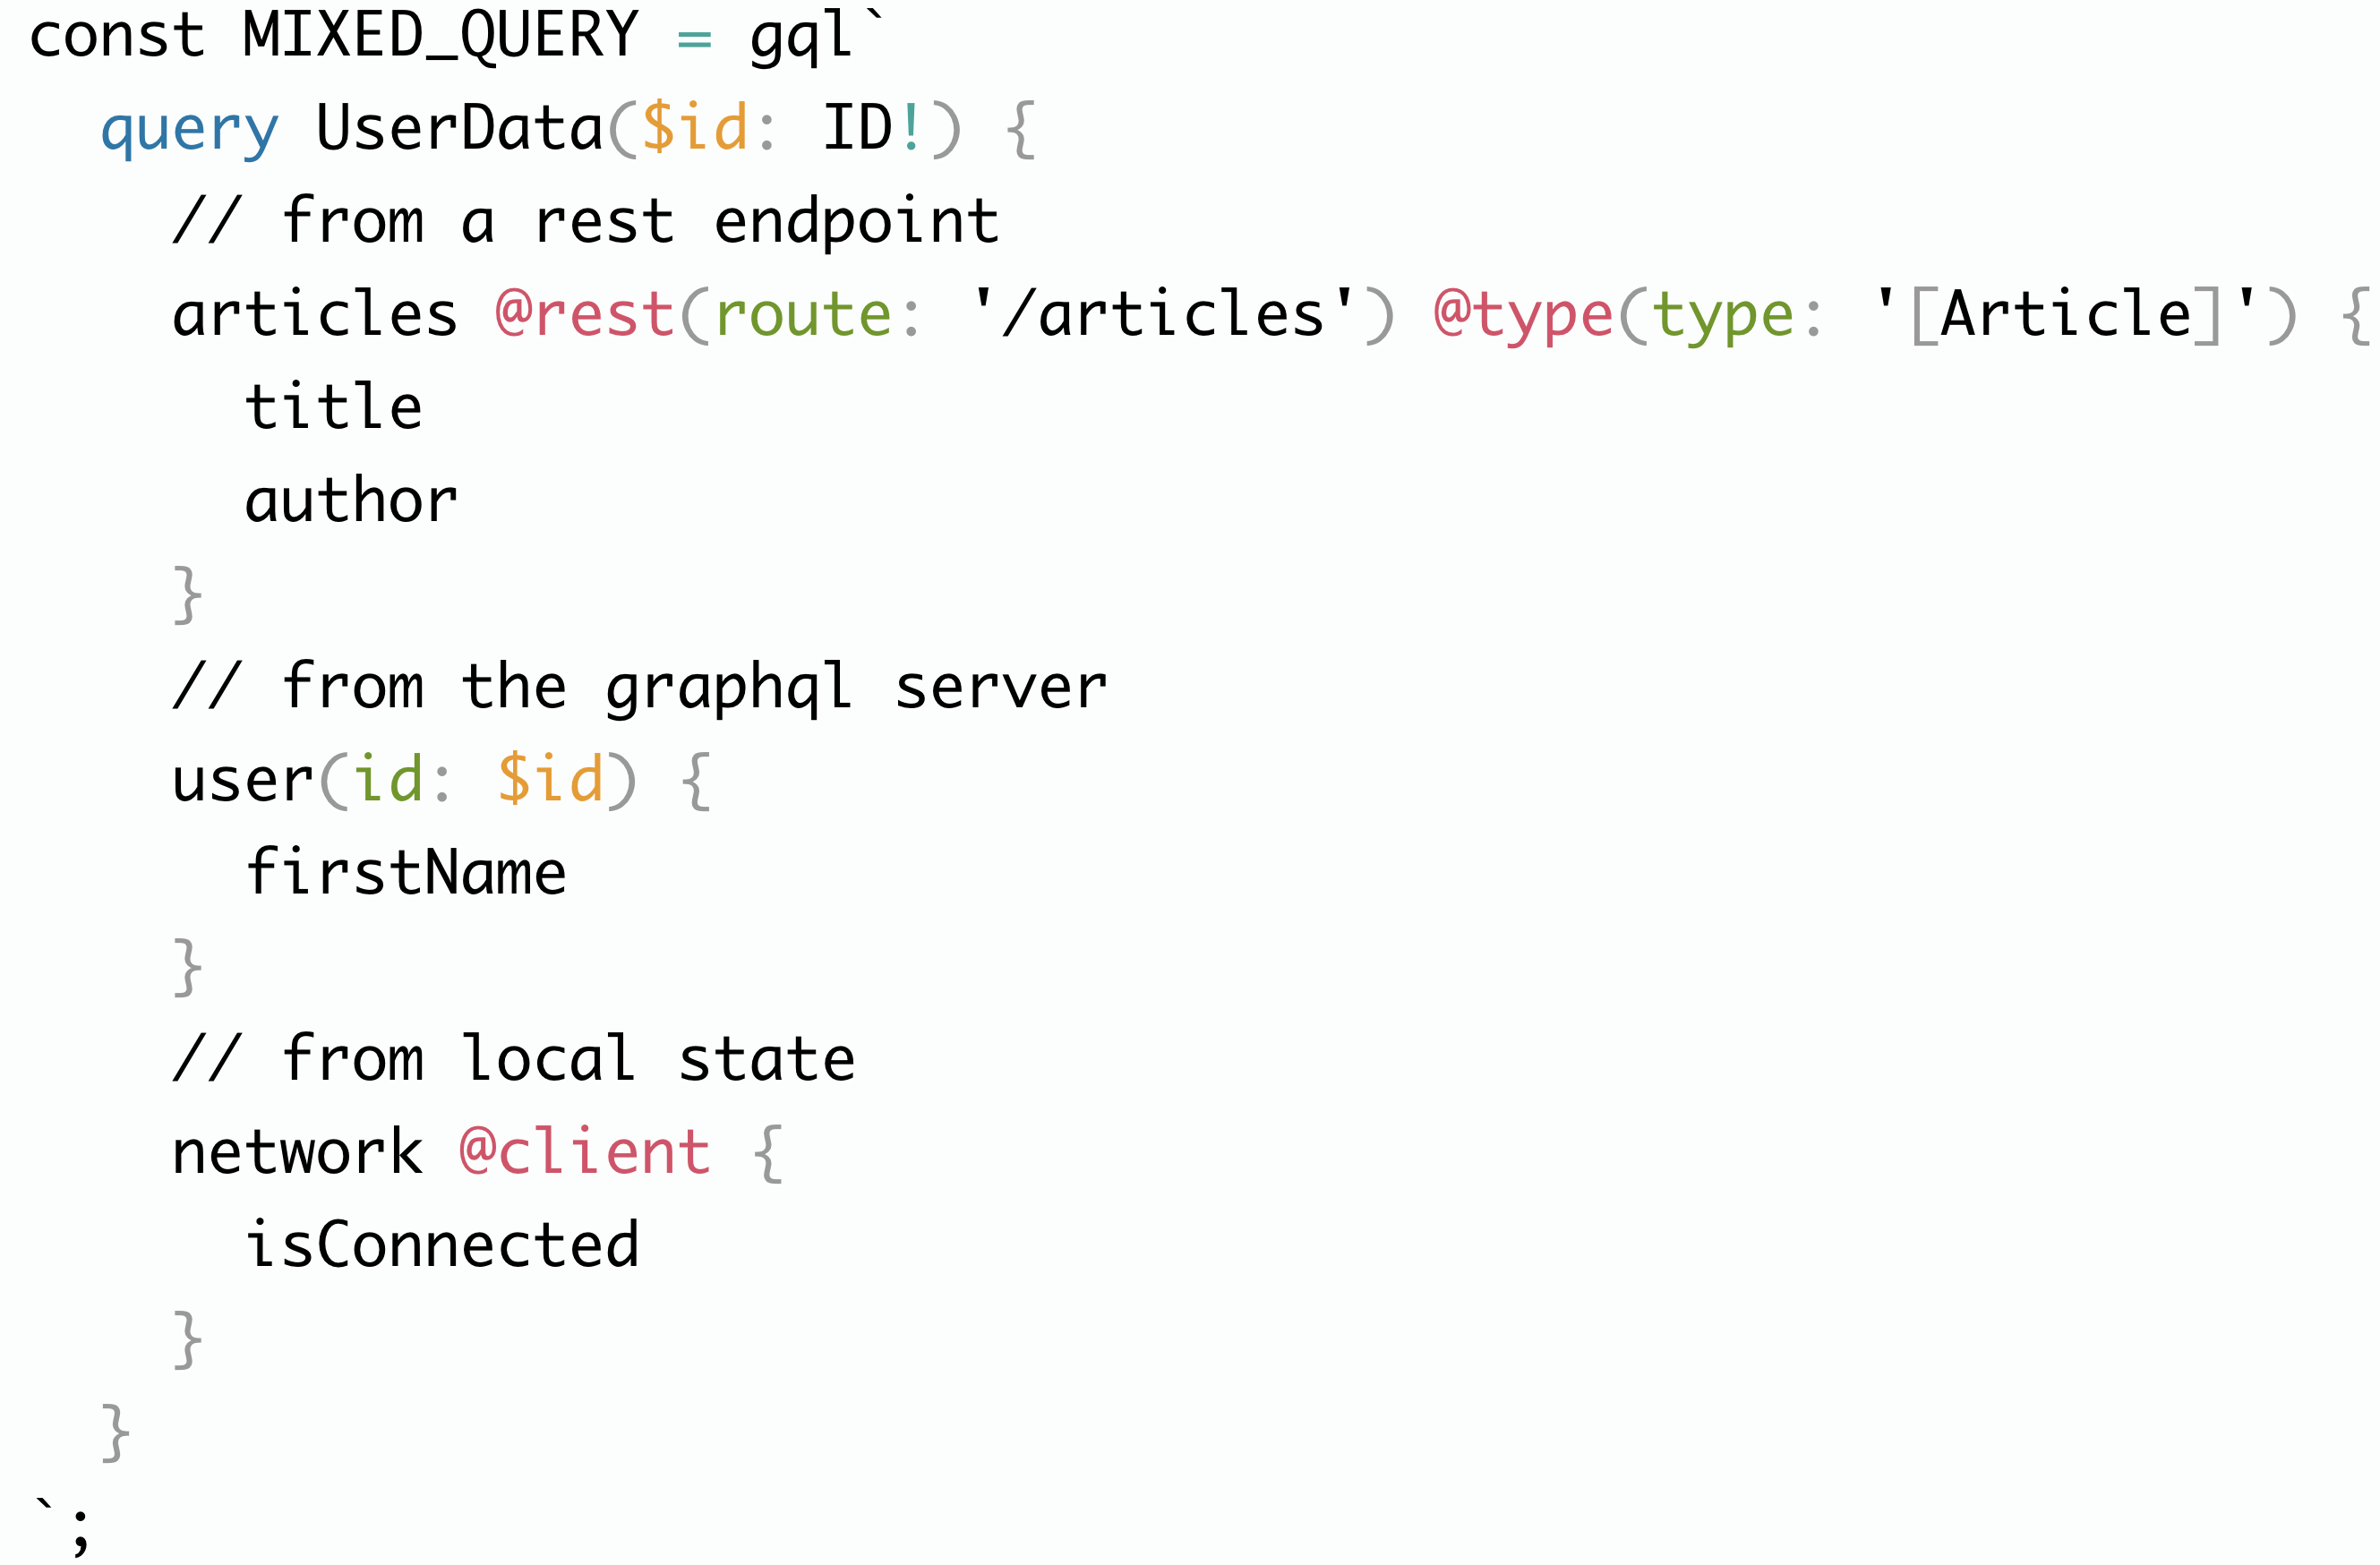 const MIXED_QUERY = gql`
  query UserData($id: ID!) {
    // from a rest endpoint
    articles @rest(route: '/articles') @type(type: '[Article]') {
      title
      author
    }
    // from the graphql server
    user(id: $id) {
      firstName
    }
    // from local state
    network @client {
      isConnected
    }
  }
`;